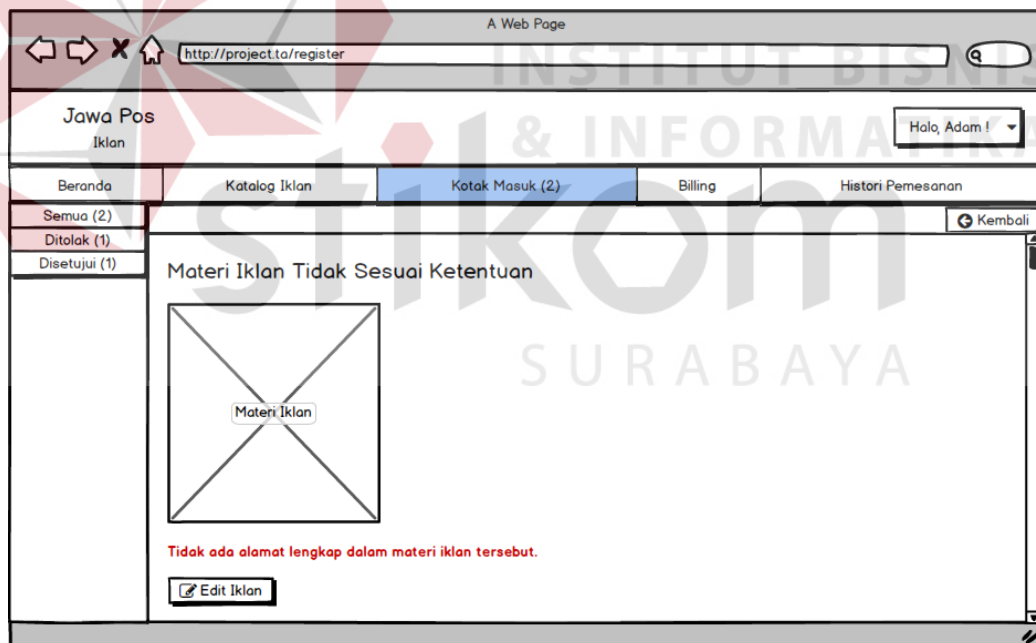 A Web Page
http://project.ta/register
INSTITUT BISNIS
& INFORMATIKA
stikom
SURABAYA
Jawa Pos
Iklan
Halo, Adam !
Beranda
Katalog Iklan
Kotak Masuk (2)
Billing
Histori Pemesanan
Semua (2)
Ditolak (1)
Disetujui (1)
Kembali
Materi Iklan Tidak Sesuai Ketentuan
Materi Iklan
Tidak ada alamat lengkap dalam materi iklan tersebut.
Edit Iklan